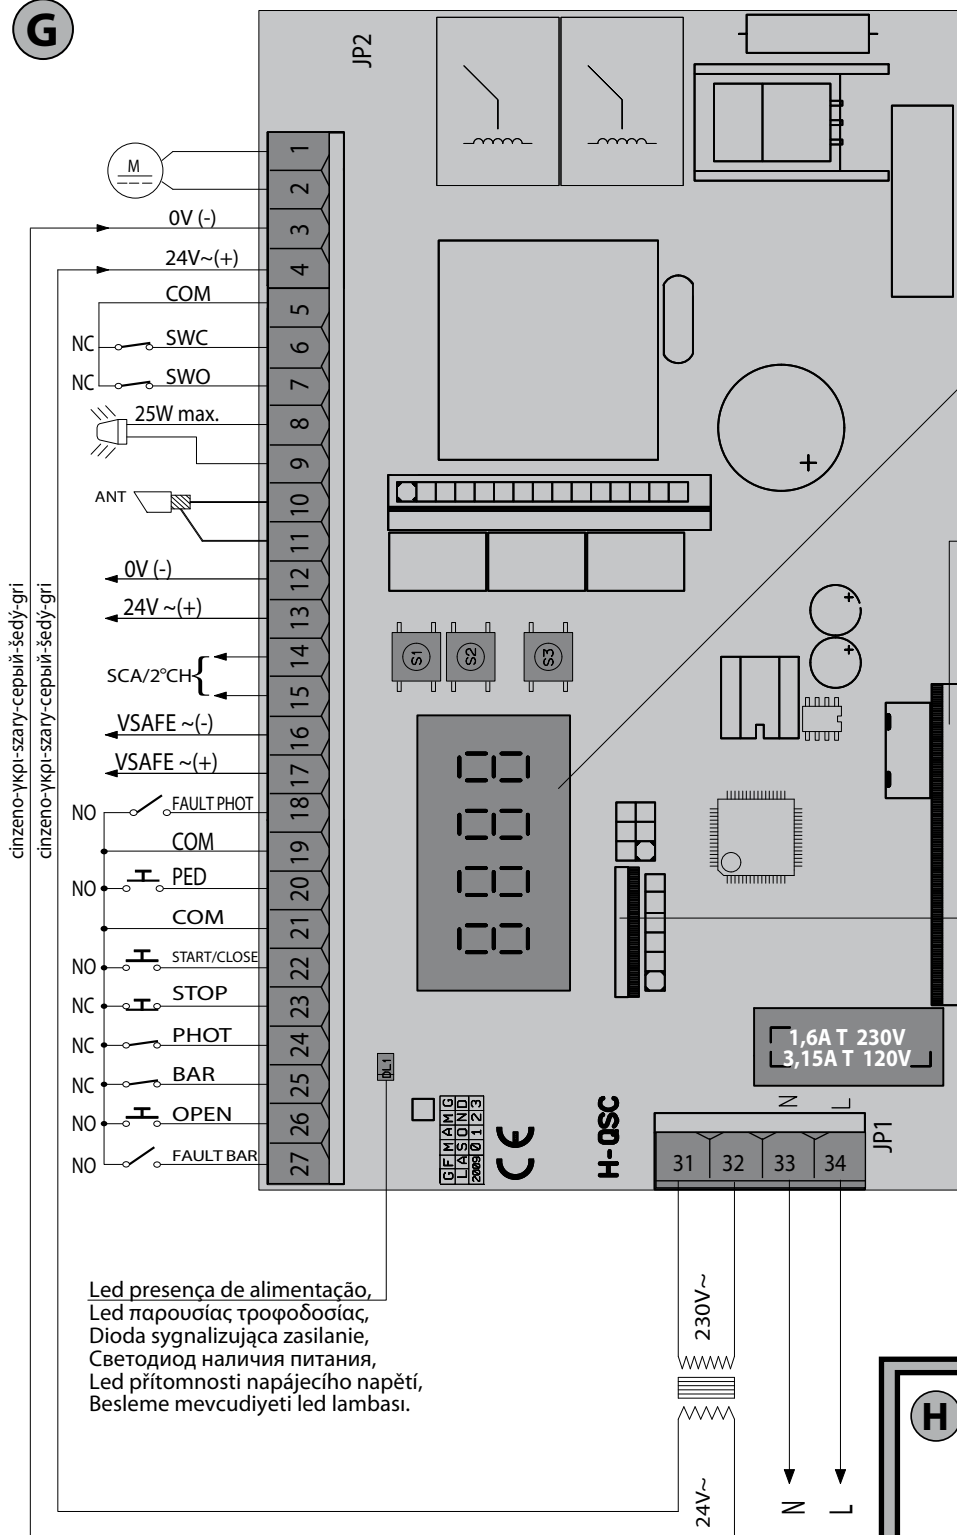 G
JP2
M
1
2
0V (-)
3
24V~(+)
4
COM
5
NC
SWC
6
NC
SWO
7
25W max.
8
9
ANT
10
11
0V (-)
12
24V ~(+)
13
SCA/2°CH
14
15
VSAFE ~(-)
16
VSAFE ~(+)
17
NO
FAULT PHOT
18
COM
19
NO
PED
20
COM
21
NO
START/CLOSE
22
NC
STOP
23
NC
PHOT
24
NC
BAR
25
NO
OPEN
26
NO
FAULT BAR
27
cinzeno-γκρι-szary-серый-šedý-gri
cinzeno-γκρι-szary-серый-šedý-gri
+
S1
S2
S3
+
+
1,6A T 230V
3,15A T 120V
DL1
G F M A M G
L A S O N D
2009 0 1 2 3
CE
H-QSC
N
L
JP1
31
32
33
34
Led presença de alimentação,
Led παρουσίας τροφοδοσίας,
Dioda sygnalizująca zasilanie,
Светодиод наличия питания,
Led přítomnosti napájecího napětí,
Besleme mevcudiyeti led lambası.
230V~
24V~
N
L
H